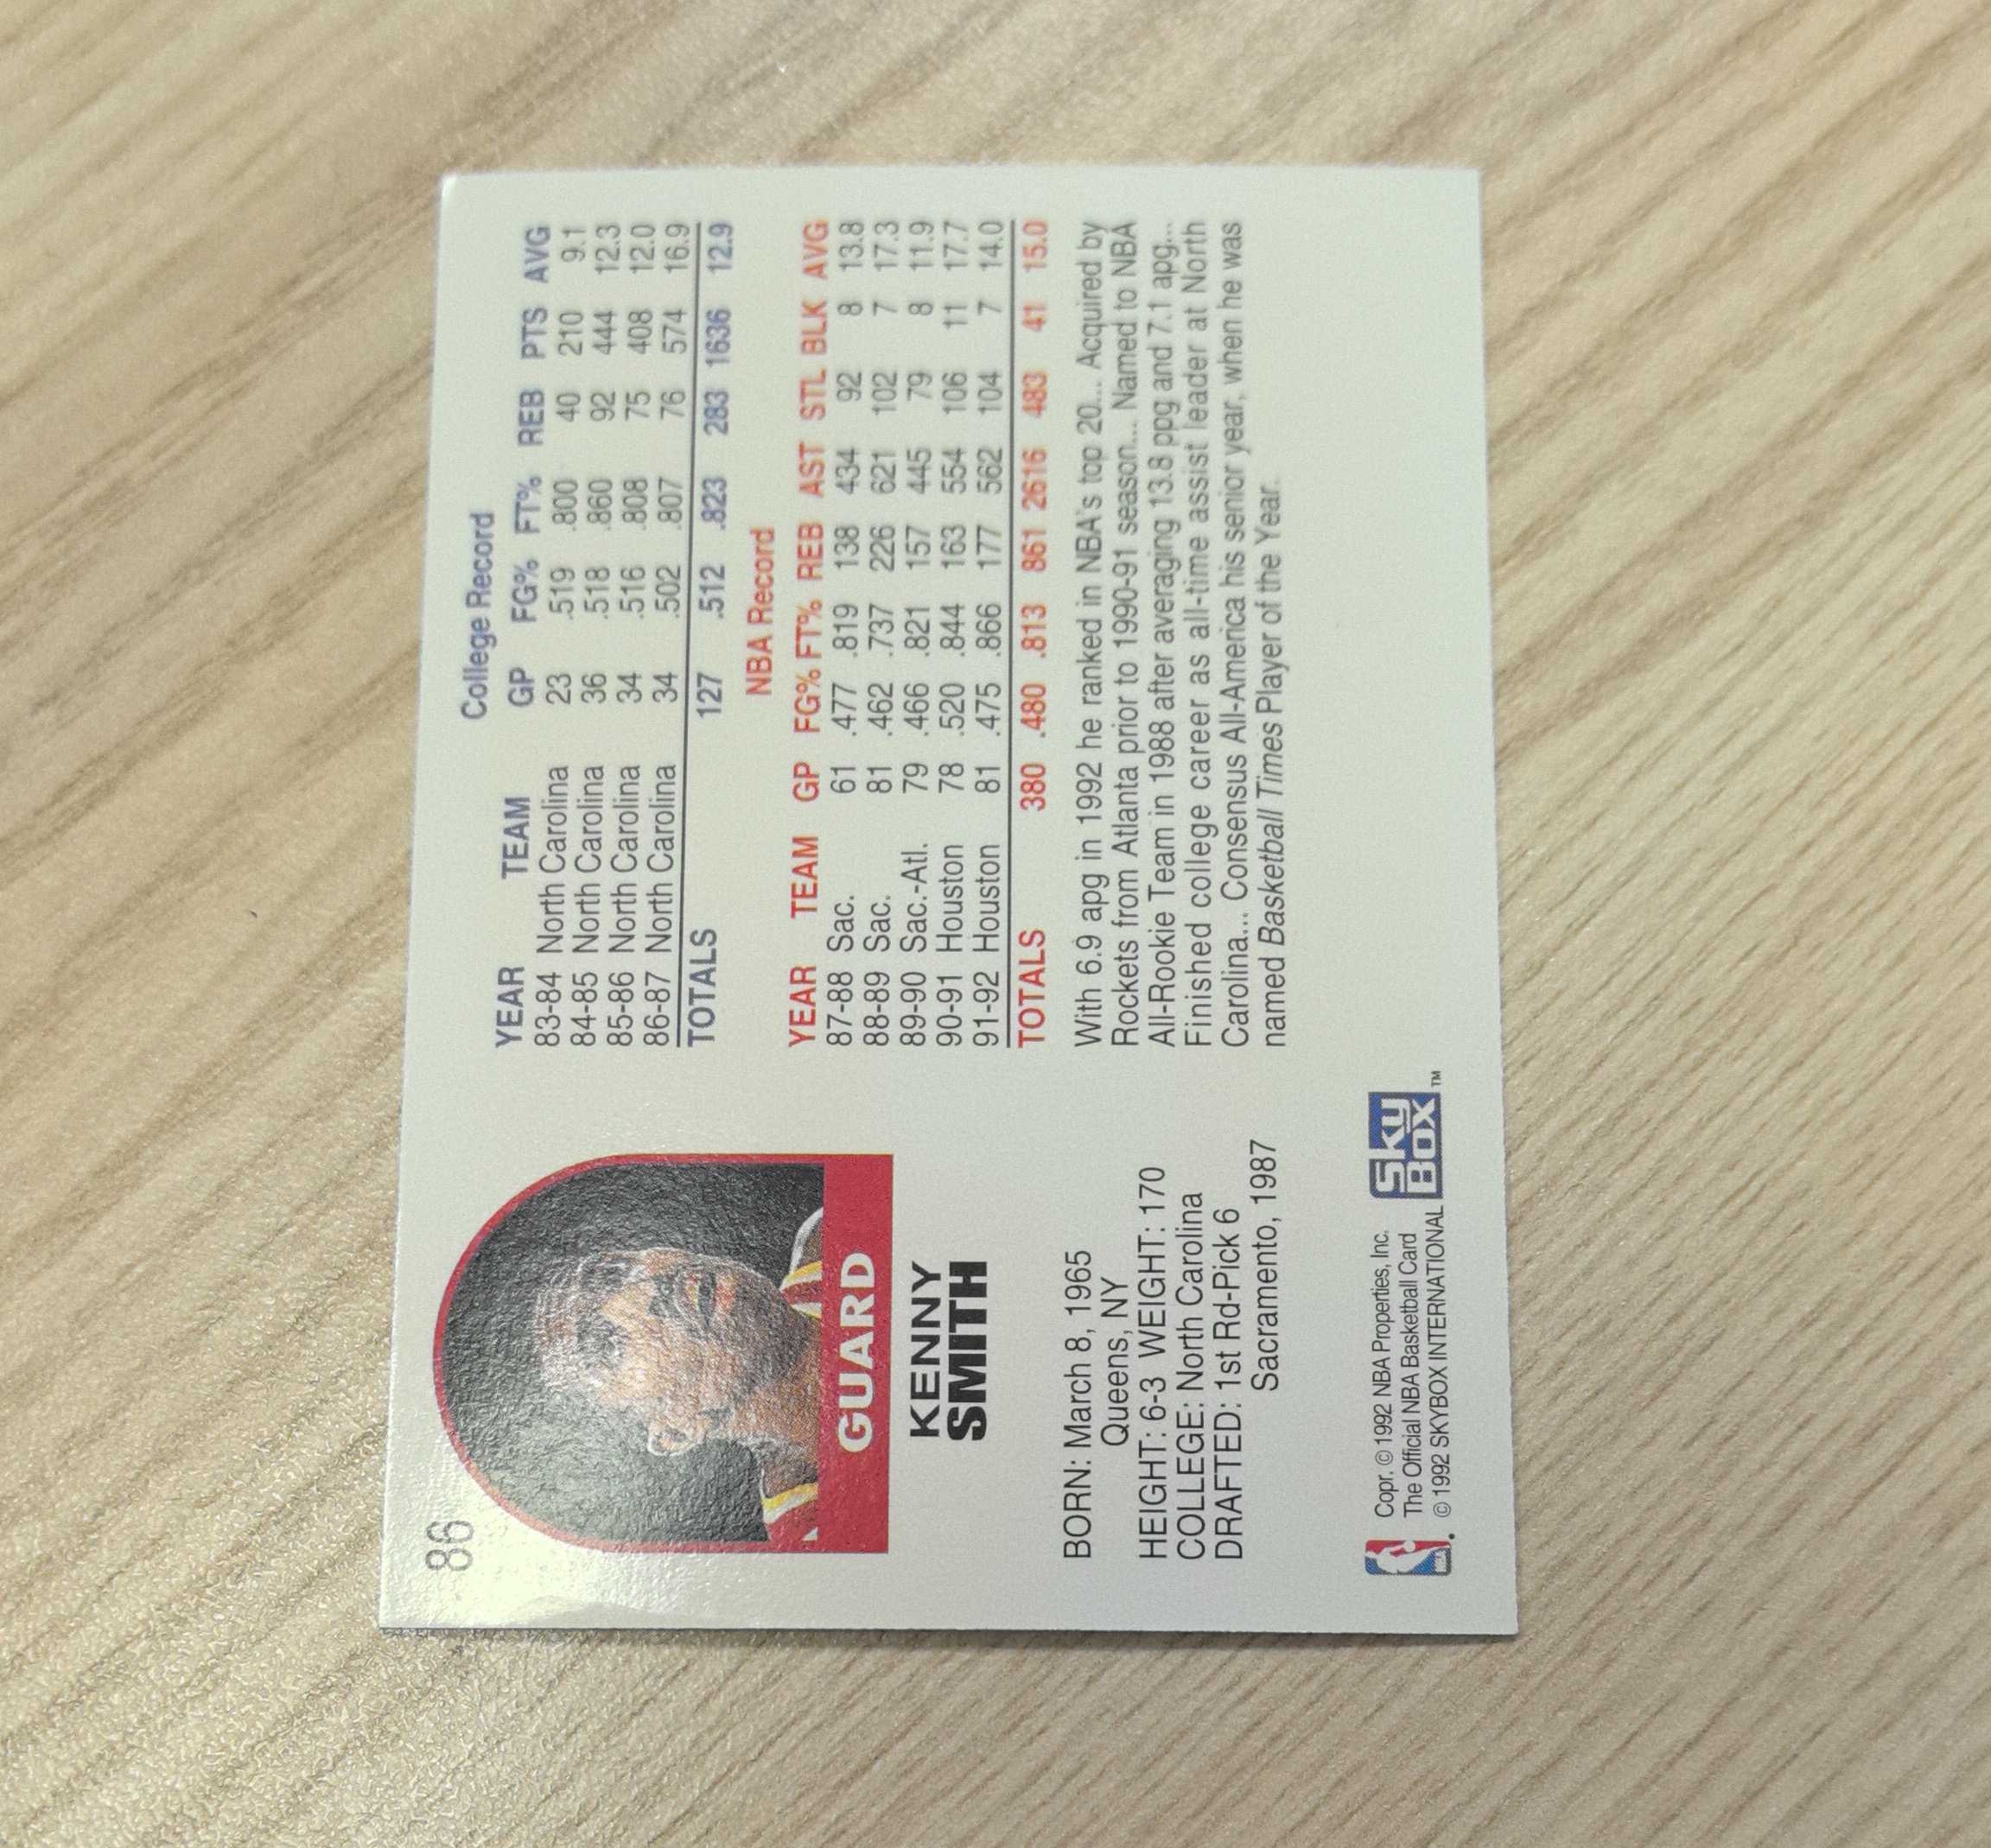 86
GUARD
KENNY
SMITH
BORN: March 8, 1965
Queens, NY
HEIGHT: 6-3 WEIGHT: 170
COLLEGE: North Carolina
DRAFTED: 1st Rd-Pick 6
Sacramento, 1987
Copr. © 1992 NBA Properties, Inc.
The Official NBA Basketball Card
© 1992 SKYBOX INTERNATIONAL
SkyBox™
NBA
College Record
YEAR TEAM GP FG% FT% REB PTS AVG
83-84 North Carolina 23 .519 .800 40 210 9.1
84-85 North Carolina 36 .518 .860 92 444 12.3
85-86 North Carolina 34 .516 .808 75 408 12.0
86-87 North Carolina 34 .502 .807 76 574 16.9
TOTALS 127 .512 .823 283 1636 12.9
NBA Record
YEAR TEAM GP FG% FT% REB AST STL BLK AVG
87-88 Sac. 61 .477 .819 138 434 92 8 13.8
88-89 Sac. 81 .462 .737 226 621 102 7 17.3
89-90 Sac.-Atl. 79 .466 .821 157 445 79 8 11.9
90-91 Houston 78 .520 .844 163 554 106 11 17.7
91-92 Houston 81 .475 .866 177 562 104 7 14.0
TOTALS 380 .480 .813 861 2616 483 41 15.0
With 6.9 apg in 1992 he ranked in NBA's top 20... Acquired by
Rockets from Atlanta prior to 1990-91 season... Named to NBA
All-Rookie Team in 1988 after averaging 13.8 ppg and 7.1 apg...
Finished college career as all-time assist leader at North
Carolina... Consensus All-America his senior year, when he was
named Basketball Times Player of the Year.